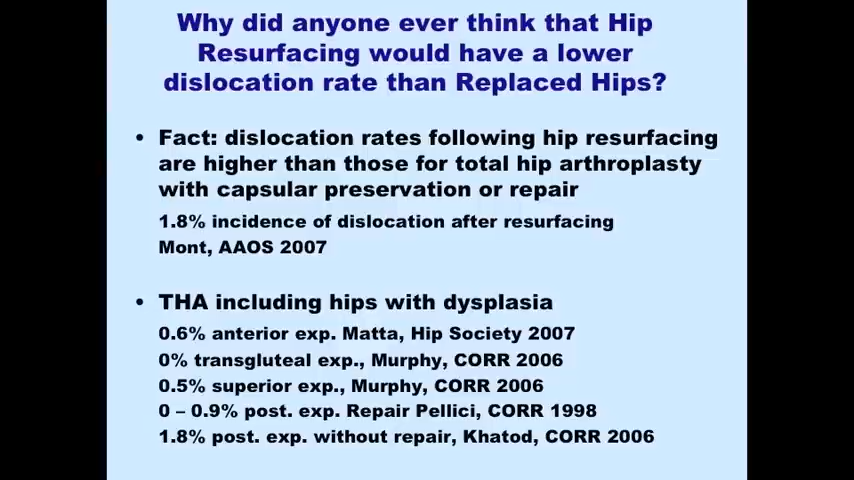 Why did anyone ever think that Hip
Resurfacing would have a lower
dislocation rate than Replaced Hips?
• Fact: dislocation rates following hip resurfacing
are higher than those for total hip arthroplasty
with capsular preservation or repair
1.8% incidence of dislocation after resurfacing
Mont, AAOS 2007
• THA including hips with dysplasia
0.6% anterior exp. Matta, Hip Society 2007
0% transgluteal exp., Murphy, CORR 2006
0.5% superior exp., Murphy, CORR 2006
0 – 0.9% post. exp. Repair Pellici, CORR 1998
1.8% post. exp. without repair, Khatod, CORR 2006